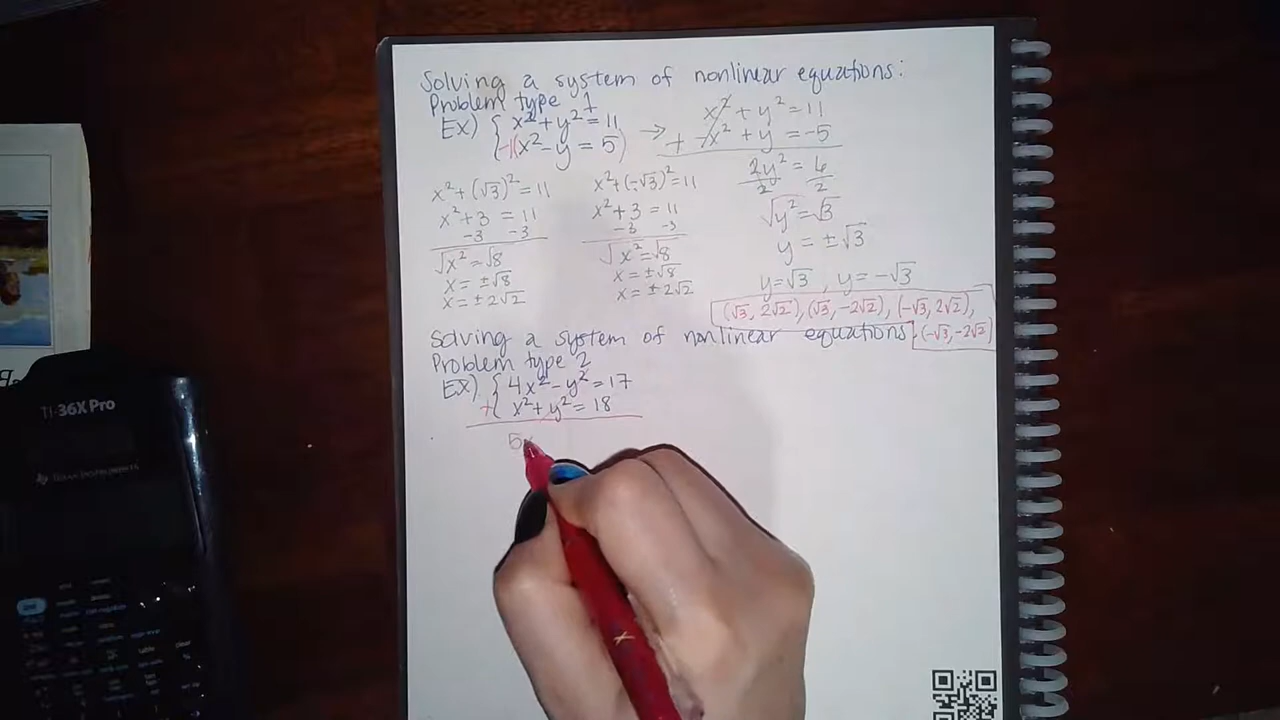 Solving a system of nonlinear equations:
Problem type 1
EX) { x² + y² = 11
-1(x² - y = 5)
→ x² + y² = 11
+ -x² + y = -5
2y² = 6
2 2
√y² = √3
y = ±√3
y = √3 , y = -√3
x² + (√3)² = 11
x² + 3 = 11
-3 -3
√x² = √8
x = ±√8
x = ±2√2
x² + (-√3)² = 11
x² + 3 = 11
-3 -3
√x² = √8
x = ±√8
x = ±2√2
(√3, 2√2), (√3, -2√2), (-√3, 2√2),
(-√3, -2√2)
Solving a system of nonlinear equations:
Problem type 2
EX) { 4x² - y² = 17
+ x² + y² = 18
5x
TI-36X Pro
TEXAS INSTRUMENTS